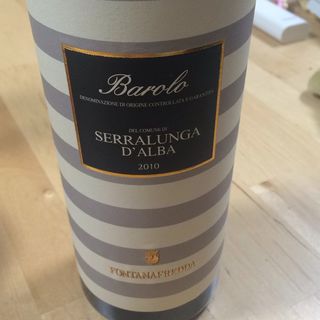 Barolo
DENOMINAZIONE DI ORIGINE CONTROLLATA E GARANTITA
DEL COMUNE DI
SERRALUNGA
D'ALBA
2010
FONTANAFREDDA